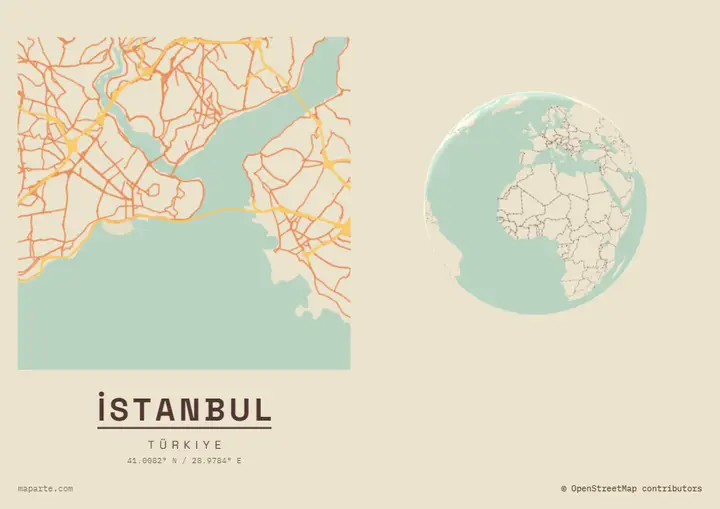 İSTANBUL
TÜRKIYE
41.0082° N / 28.9784° E
maparte.com
© OpenStreetMap contributors